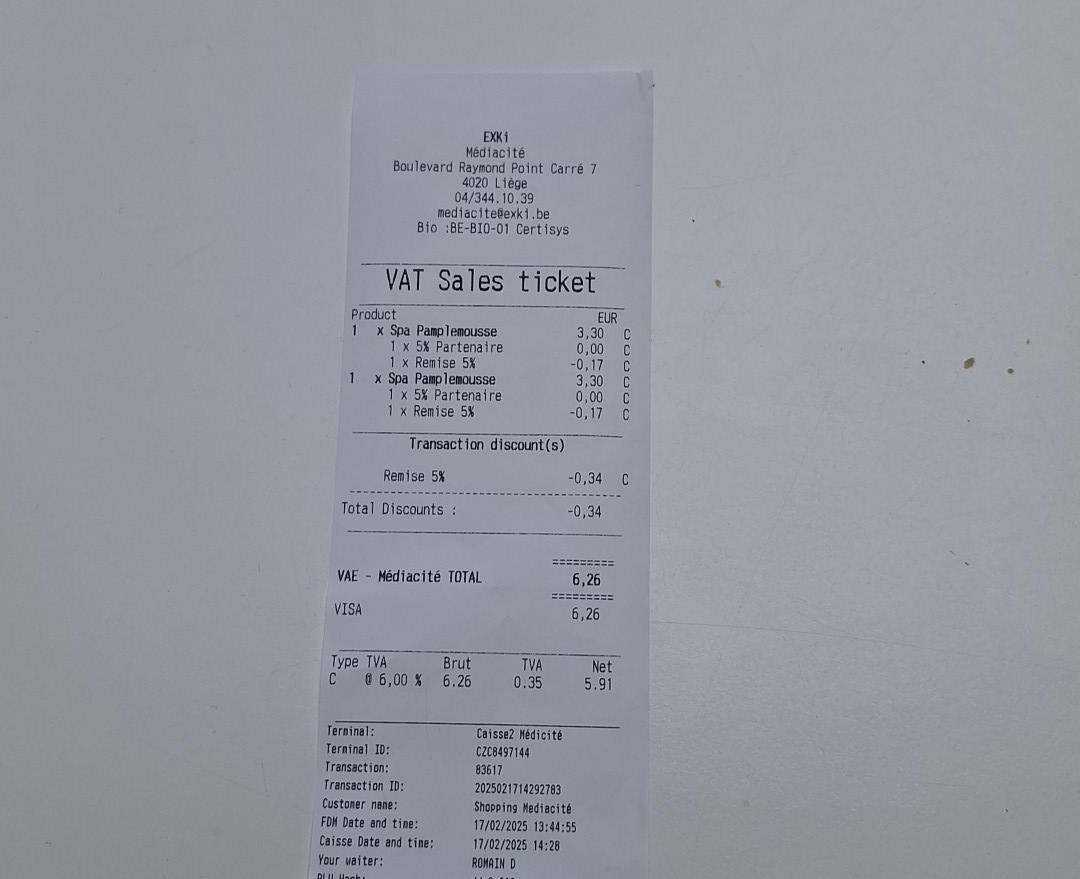 EXKi
Médiacité
Boulevard Raymond Point Carré 7
4020 Liège
04/344.10.39
mediacite@exki.be
Bio :BE-BIO-01 Certisys
VAT Sales ticket
Product EUR
1 x Spa Pamplemousse 3,30 C
1 x 5% Partenaire 0,00 C
1 x Remise 5% -0,17 C
1 x Spa Pamplemousse 3,30 C
1 x 5% Partenaire 0,00 C
1 x Remise 5% -0,17 C
Transaction discount(s)
Remise 5% -0,34 C
Total Discounts : -0,34
=========
VAE - Médiacité TOTAL 6,26
=========
VISA 6,26
Type TVA Brut TVA Net
C @ 6,00 % 6.26 0.35 5.91
Terminal: Caisse2 Médicité
Terminal ID: CZC8497144
Transaction: 83617
Transaction ID: 2025021714292783
Customer name: Shopping Mediacité
FDM Date and time: 17/02/2025 13:44:55
Caisse Date and time: 17/02/2025 14:28
Your waiter: ROMAIN D